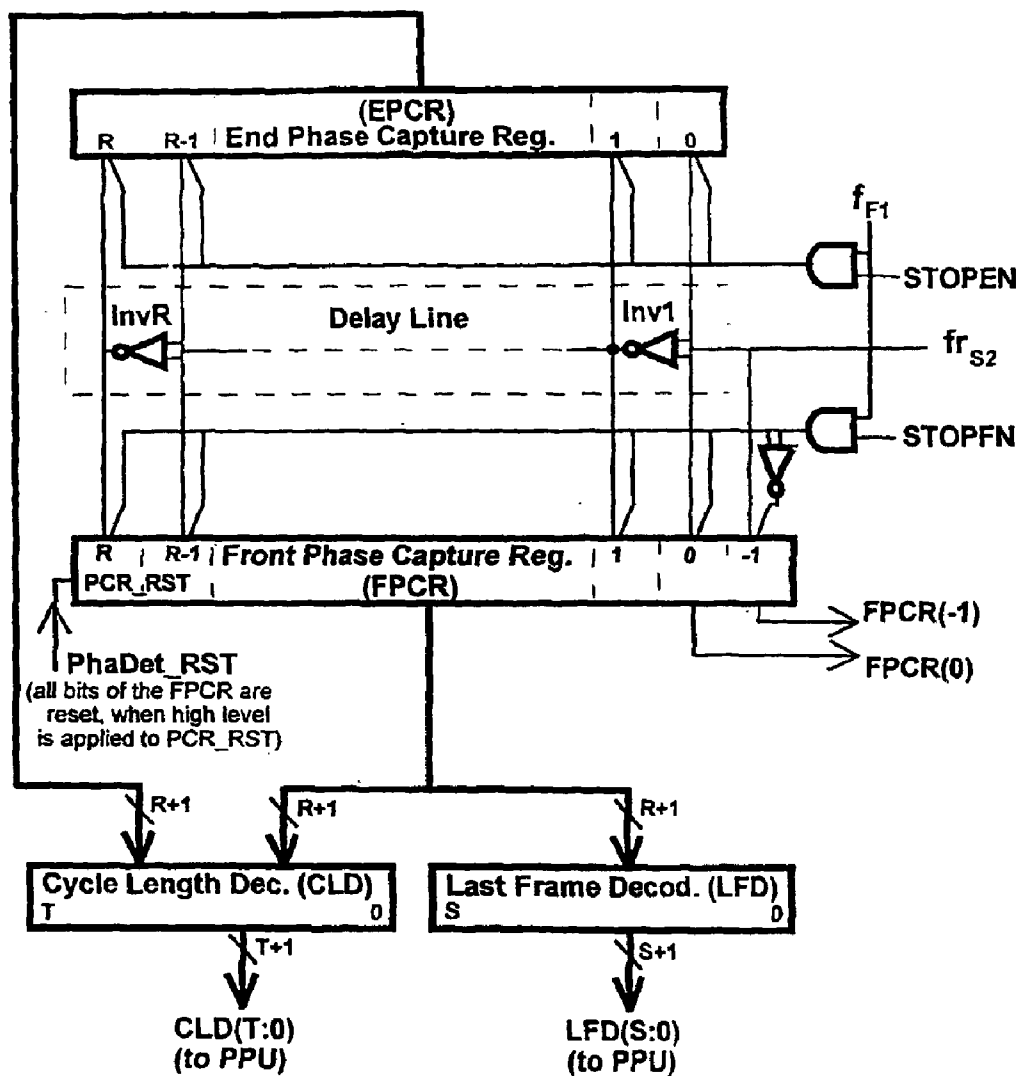 (EPCR)
R R-1 End Phase Capture Reg. 1 0
f F1
STOPEN
InvR Delay Line Inv1
fr S2
STOPFN
R R-1 Front Phase Capture Reg. 1 0 -1
PCR_RST (FPCR)
FPCR(-1)
FPCR(0)
PhaDet_RST
(all bits of the FPCR are
reset, when high level
is applied to PCR_RST)
R+1 R+1 R+1
Cycle Length Dec. (CLD)
T 0
Last Frame Decod. (LFD)
S 0
T+1 S+1
CLD(T:0)
(to PPU)
LFD(S:0)
(to PPU)